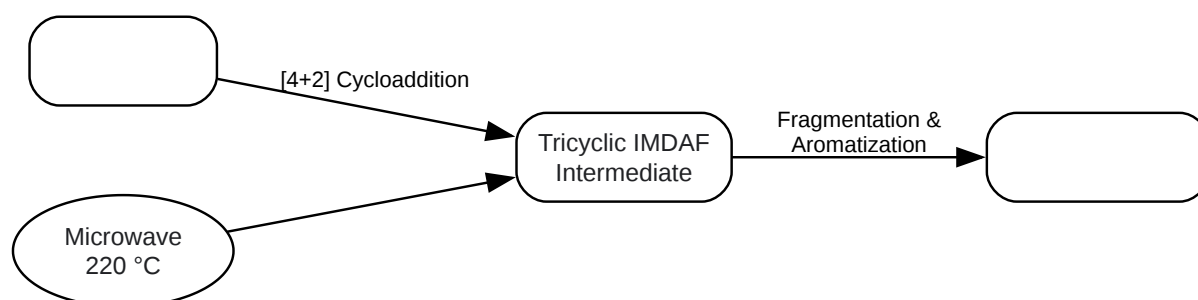 [4+2] Cycloaddition
Microwave
220 °C
Tricyclic IMDAF
Intermediate
Fragmentation &
Aromatization